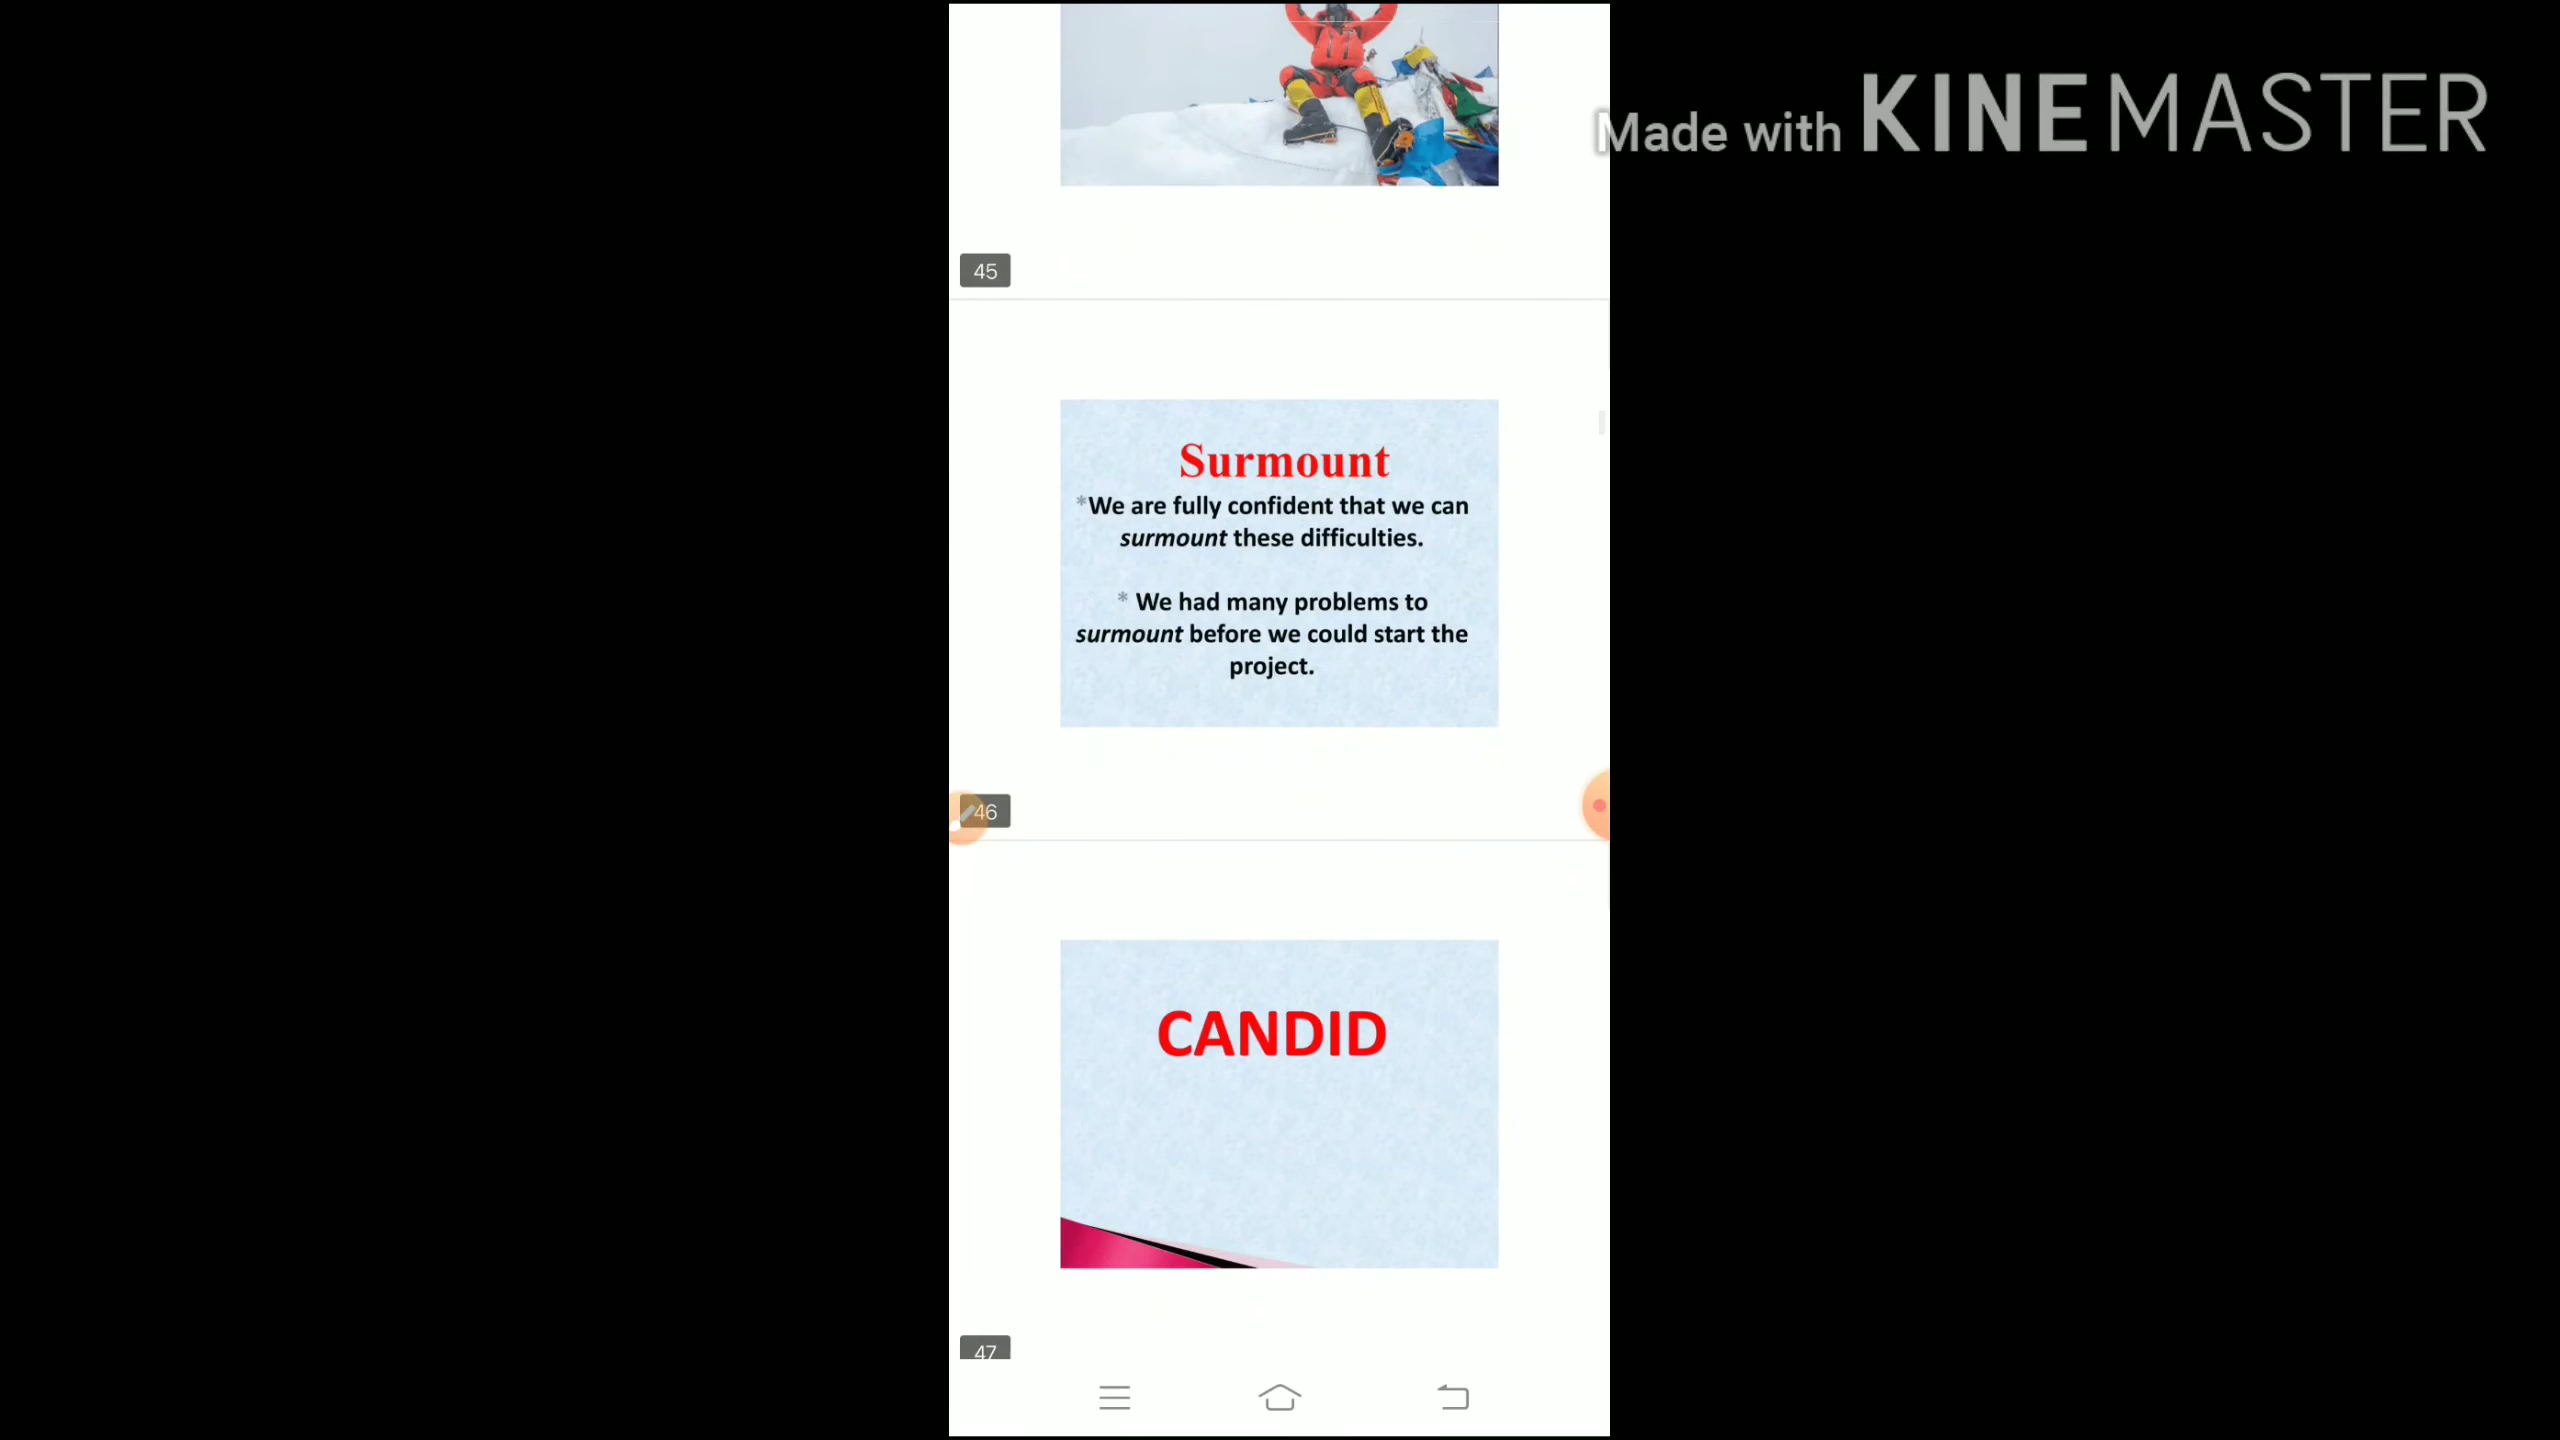 Made with KINEMASTER
45
Surmount
*We are fully confident that we can
surmount these difficulties.
* We had many problems to
surmount before we could start the
project.
46
CANDID
47